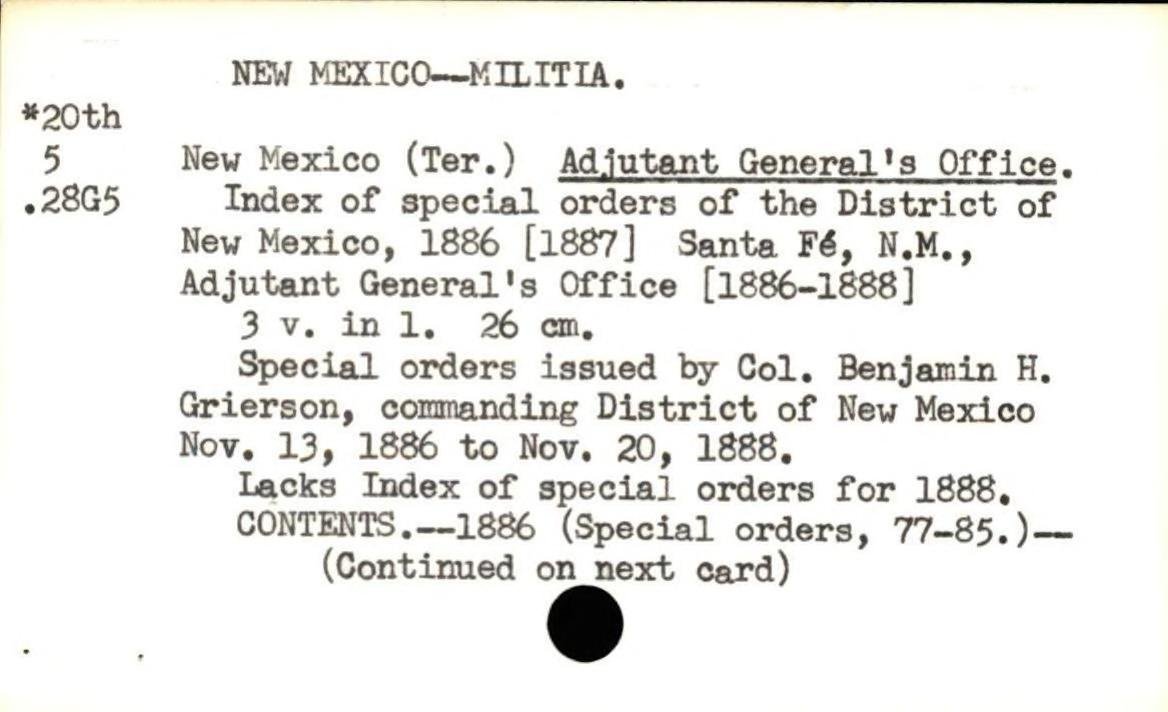 NEW MEXICO--MILITIA.
*20th
5 New Mexico (Ter.) Adjutant General's Office.
.28G5 Index of special orders of the District of
New Mexico, 1886 [1887] Santa Fé, N.M.,
Adjutant General's Office [1886-1888]
3 v. in 1. 26 cm.
Special orders issued by Col. Benjamin H.
Grierson, commanding District of New Mexico
Nov. 13, 1886 to Nov. 20, 1888.
Lacks Index of special orders for 1888.
CONTENTS.--1886 (Special orders, 77-85.)--
(Continued on next card)